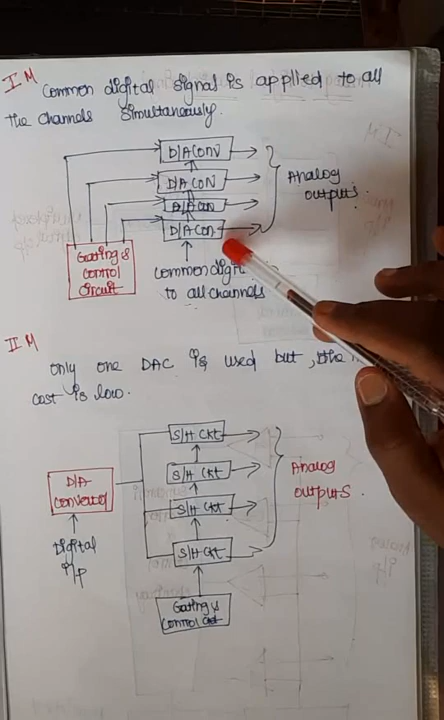 I M Common digital signal is applied to all
the channels simultaneously.
D/A CONV
D/A CON
D/A CON
D/A CON
Analog
outputs.
Gating &
control
circuit
common digi
to all channels
II M
only one DAC is used but, the
cost is low.
S/H CKt
S/H CKt
S/H CKt
S/H CKt
D/A
Convertor
Analog
outputs.
Digital
i/p
Gating &
control ckt